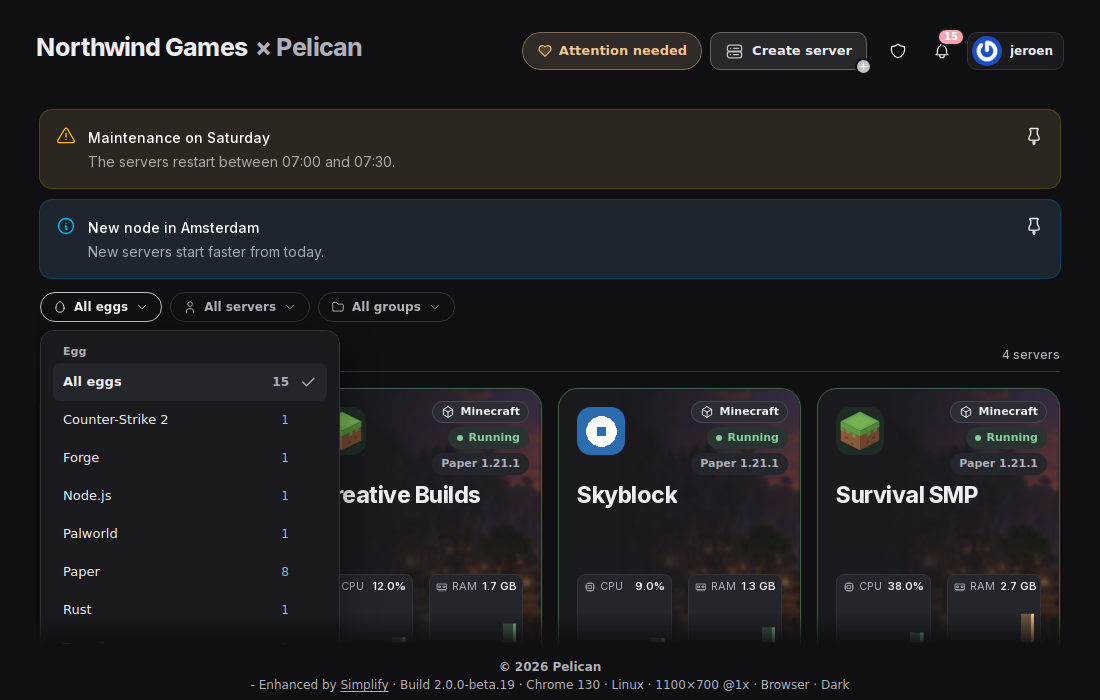 Northwind Games × Pelican
Attention needed
Create server
15
jeroen
Maintenance on Saturday
The servers restart between 07:00 and 07:30.
New node in Amsterdam
New servers start faster from today.
All eggs
All servers
All groups
4 servers
Egg
All eggs 15
Counter-Strike 2 1
Forge 1
Node.js 1
Palworld 1
Paper 8
Rust 1
Minecraft
Running
Paper 1.21.1
reative Builds
CPU 12.0%
RAM 1.7 GB
Minecraft
Running
Paper 1.21.1
Skyblock
CPU 9.0%
RAM 1.3 GB
Minecraft
Running
Paper 1.21.1
Survival SMP
CPU 38.0%
RAM 2.7 GB
© 2026 Pelican
- Enhanced by Simplify · Build 2.0.0-beta.19 · Chrome 130 · Linux · 1100×700 @1x · Browser · Dark